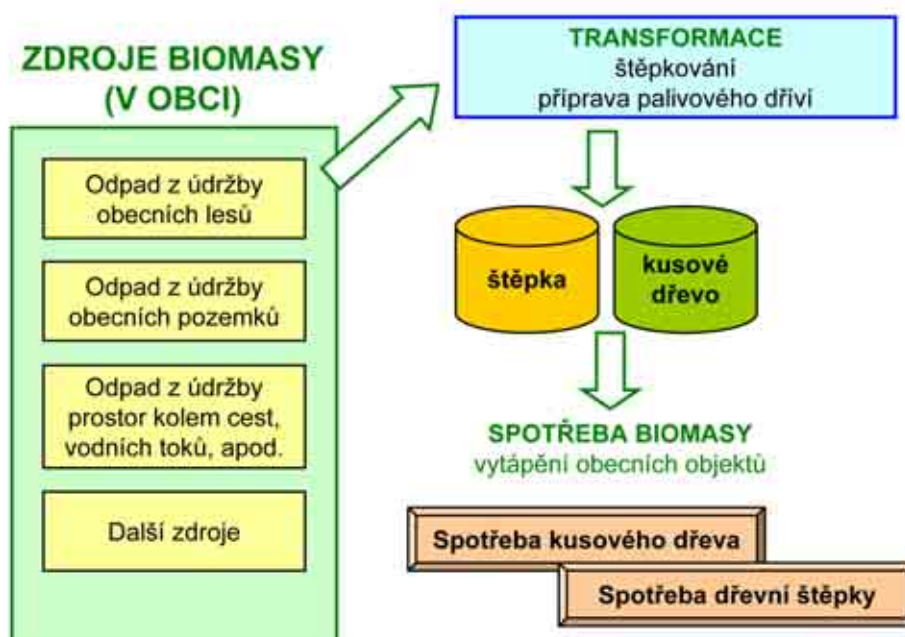 ZDROJE BIOMASY
(V OBCI)
Odpad z údržby
obecních lesů
Odpad z údržby
obecních pozemků
Odpad z údržby
prostor kolem cest,
vodních toků, apod.
Další zdroje
TRANSFORMACE
štěpkování
příprava palivového dříví
štěpka
kusové
dřevo
SPOTŘEBA BIOMASY
vytápění obecních objektů
Spotřeba kusového dřeva
Spotřeba dřevní štěpky